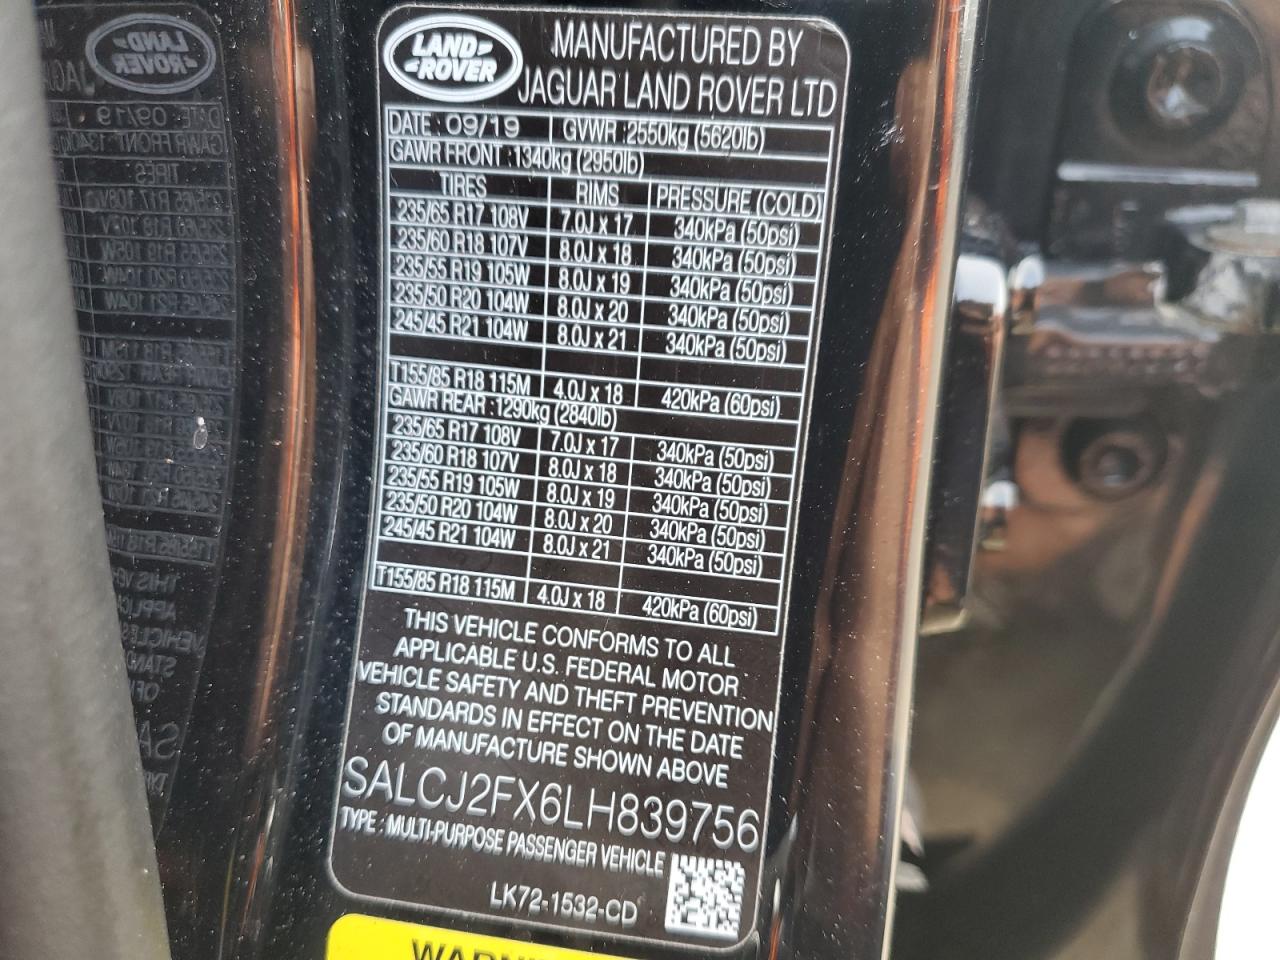 LAND ROVER
MANUFACTURED BY
JAGUAR LAND ROVER LTD
DATE : 09/19 GVWR : 2550kg (5620lb)
GAWR FRONT : 1340kg (2950lb)
TIRES RIMS PRESSURE (COLD)
235/65 R17 108V 7.0J x 17 340kPa (50psi)
235/60 R18 107V 8.0J x 18 340kPa (50psi)
235/55 R19 105W 8.0J x 19 340kPa (50psi)
235/50 R20 104W 8.0J x 20 340kPa (50psi)
245/45 R21 104W 8.0J x 21 340kPa (50psi)
T155/85 R18 115M 4.0J x 18 420kPa (60psi)
GAWR REAR : 1290kg (2840lb)
235/65 R17 108V 7.0J x 17 340kPa (50psi)
235/60 R18 107V 8.0J x 18 340kPa (50psi)
235/55 R19 105W 8.0J x 19 340kPa (50psi)
235/50 R20 104W 8.0J x 20 340kPa (50psi)
245/45 R21 104W 8.0J x 21 340kPa (50psi)
T155/85 R18 115M 4.0J x 18 420kPa (60psi)
THIS VEHICLE CONFORMS TO ALL
APPLICABLE U.S. FEDERAL MOTOR
VEHICLE SAFETY AND THEFT PREVENTION
STANDARDS IN EFFECT ON THE DATE
OF MANUFACTURE SHOWN ABOVE
SALCJ2FX6LH839756
TYPE : MULTI-PURPOSE PASSENGER VEHICLE
LK72-1532-CD